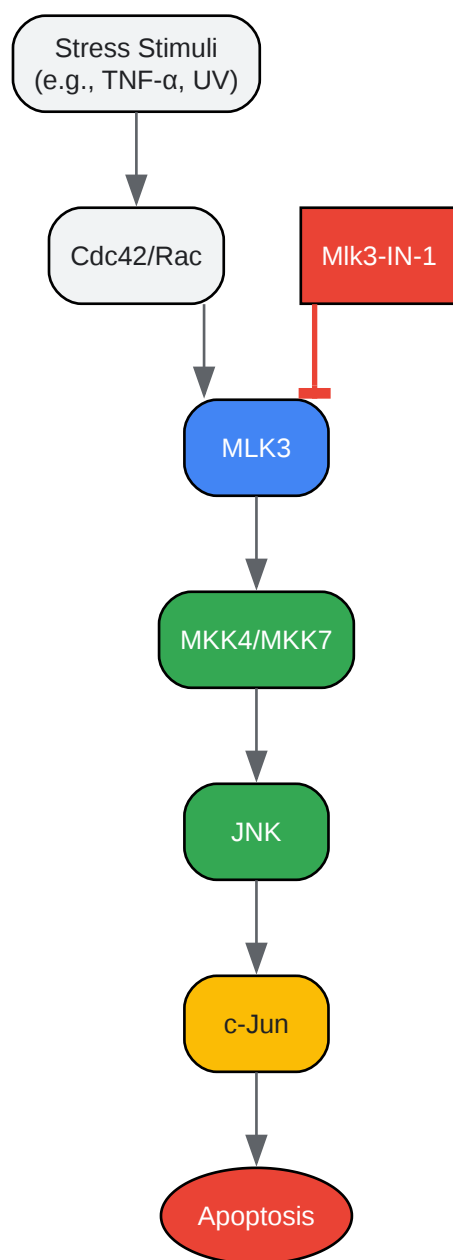 Stress Stimuli
(e.g., TNF-α, UV)
Cdc42/Rac
Mlk3-IN-1
MLK3
MKK4/MKK7
JNK
c-Jun
Apoptosis